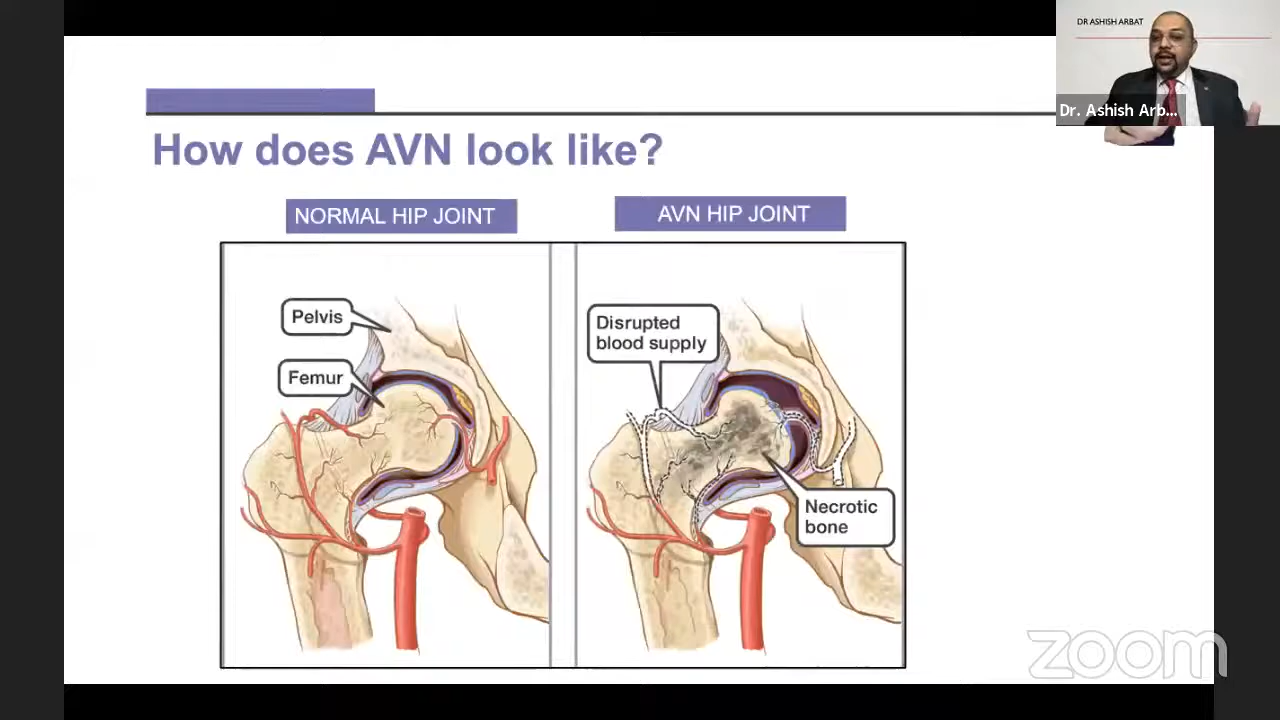 DR ASHISH ARBAT
Dr. Ashish Arb...
How does AVN look like?
NORMAL HIP JOINT
AVN HIP JOINT
Pelvis
Femur
Disrupted
blood supply
Necrotic
bone
zoom